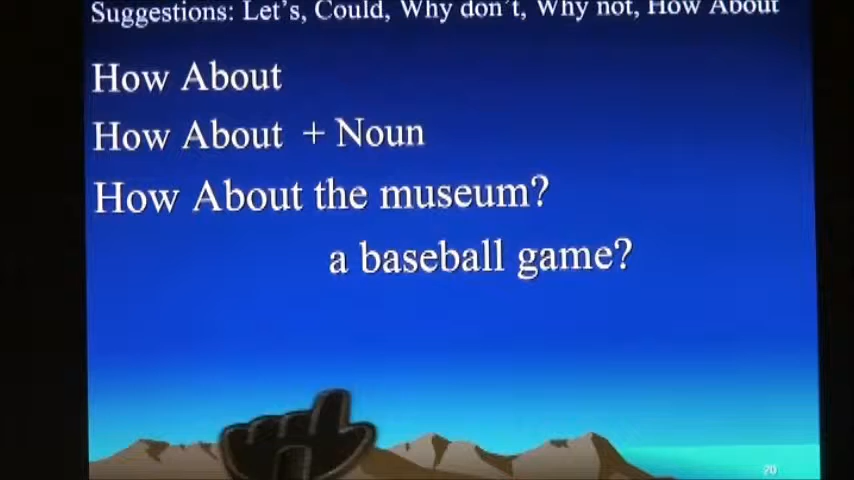 Suggestions: Let's, Could, Why don't, Why not, How About
How About
How About + Noun
How About the museum?
a baseball game?
20